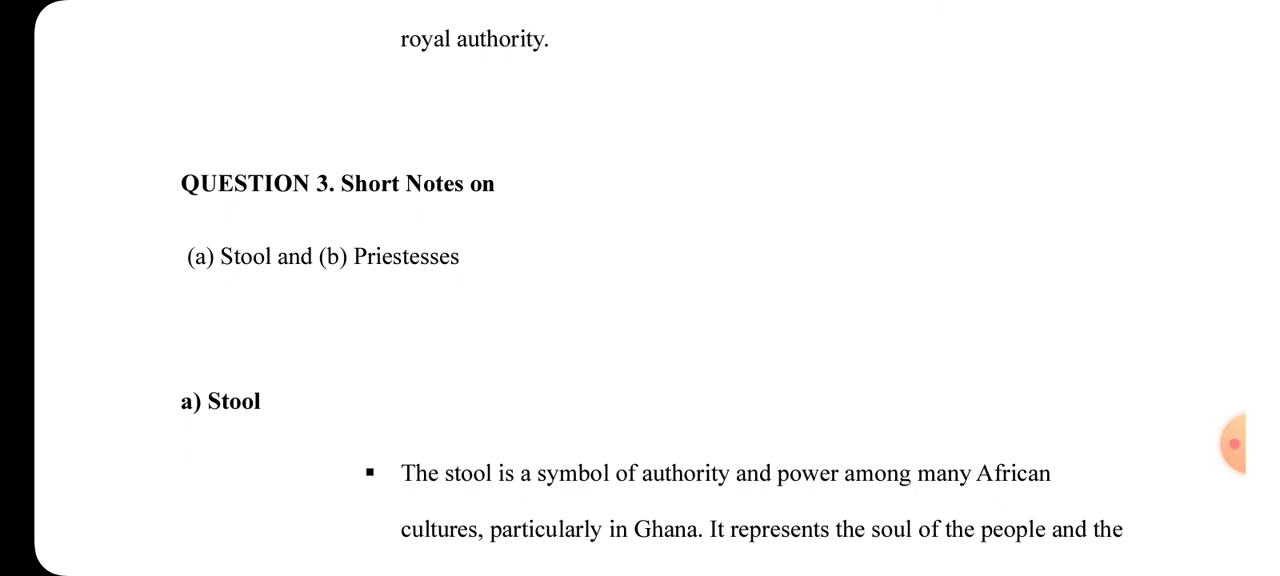 royal authority.
QUESTION 3. Short Notes on
(a) Stool and (b) Priestesses
a) Stool
▪ The stool is a symbol of authority and power among many African
cultures, particularly in Ghana. It represents the soul of the people and the